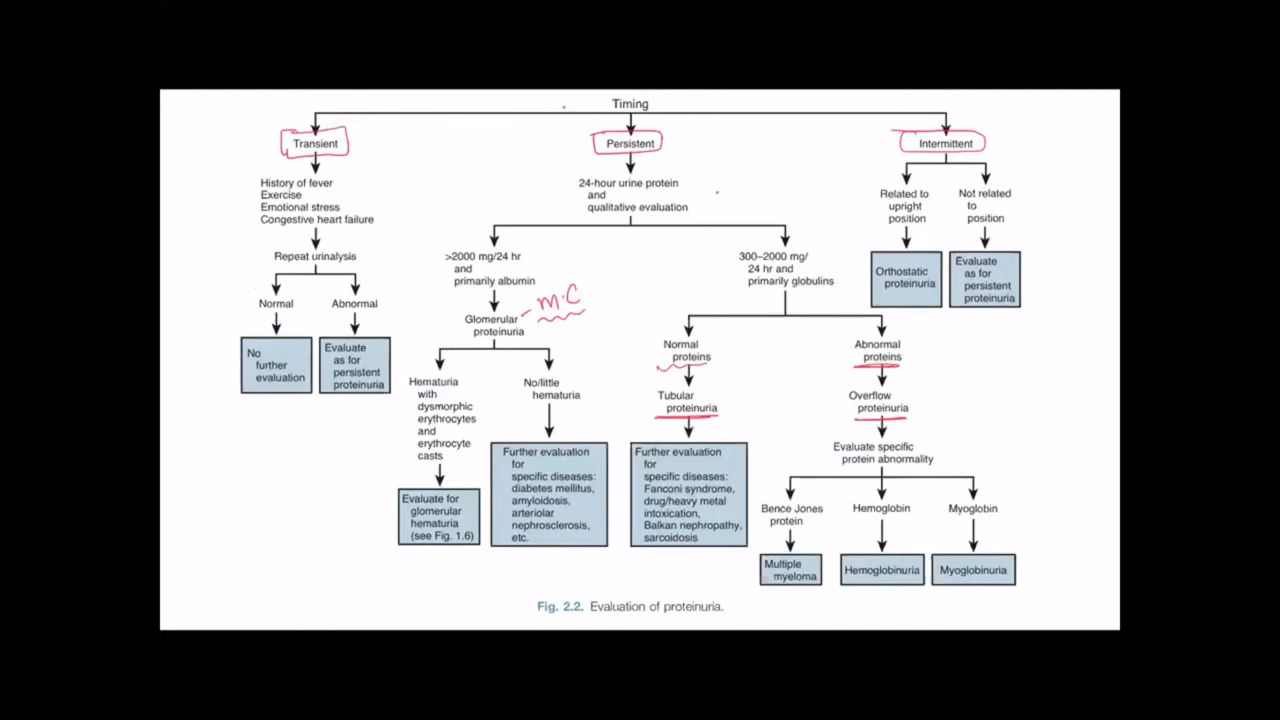 Timing
Transient
Persistent
Intermittent
History of fever
Exercise
Emotional stress
Congestive heart failure
Repeat urinalysis
Normal
Abnormal
No
further
evaluation
Evaluate
as for
persistent
proteinuria
24-hour urine protein
and
qualitative evaluation
>2000 mg/24 hr
and
primarily albumin
Glomerular
proteinuria
m.C
Hematuria
with
dysmorphic
erythrocytes
and
erythrocyte
casts
Evaluate for
glomerular
hematuria
(see Fig. 1.6)
No/little
hematuria
Further evaluation
for
specific diseases:
diabetes mellitus,
amyloidosis,
arteriolar
nephrosclerosis,
etc.
300–2000 mg/
24 hr and
primarily globulins
Normal
proteins
Tubular
proteinuria
Further evaluation
for
specific diseases:
Fanconi syndrome,
drug/heavy metal
intoxication,
Balkan nephropathy,
sarcoidosis
Abnormal
proteins
Overflow
proteinuria
Evaluate specific
protein abnormality
Bence Jones
protein
Multiple
myeloma
Hemoglobin
Hemoglobinuria
Myoglobin
Myoglobinuria
Related to
upright
position
Orthostatic
proteinuria
Not related
to
position
Evaluate
as for
persistent
proteinuria
Fig. 2.2. Evaluation of proteinuria.